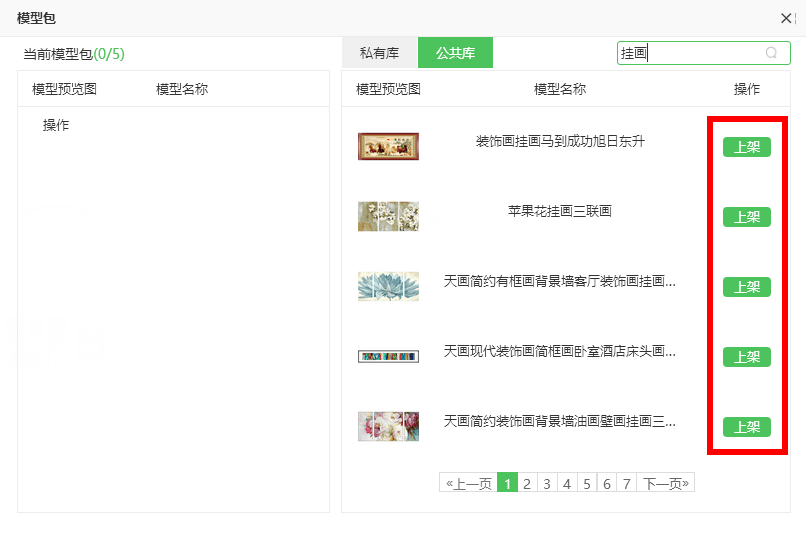 模型包
当前模型包(0/5)
私有库 公共库
挂画
模型预览图 模型名称
操作
模型预览图 模型名称 操作
装饰画挂画马到成功旭日东升 上架
苹果花挂画三联画 上架
天画简约有框画背景墙客厅装饰画挂画... 上架
天画现代装饰画简框画卧室酒店床头画... 上架
天画简约装饰画背景墙油画壁画挂画三... 上架
«上一页 1 2 3 4 5 6 7 下一页»